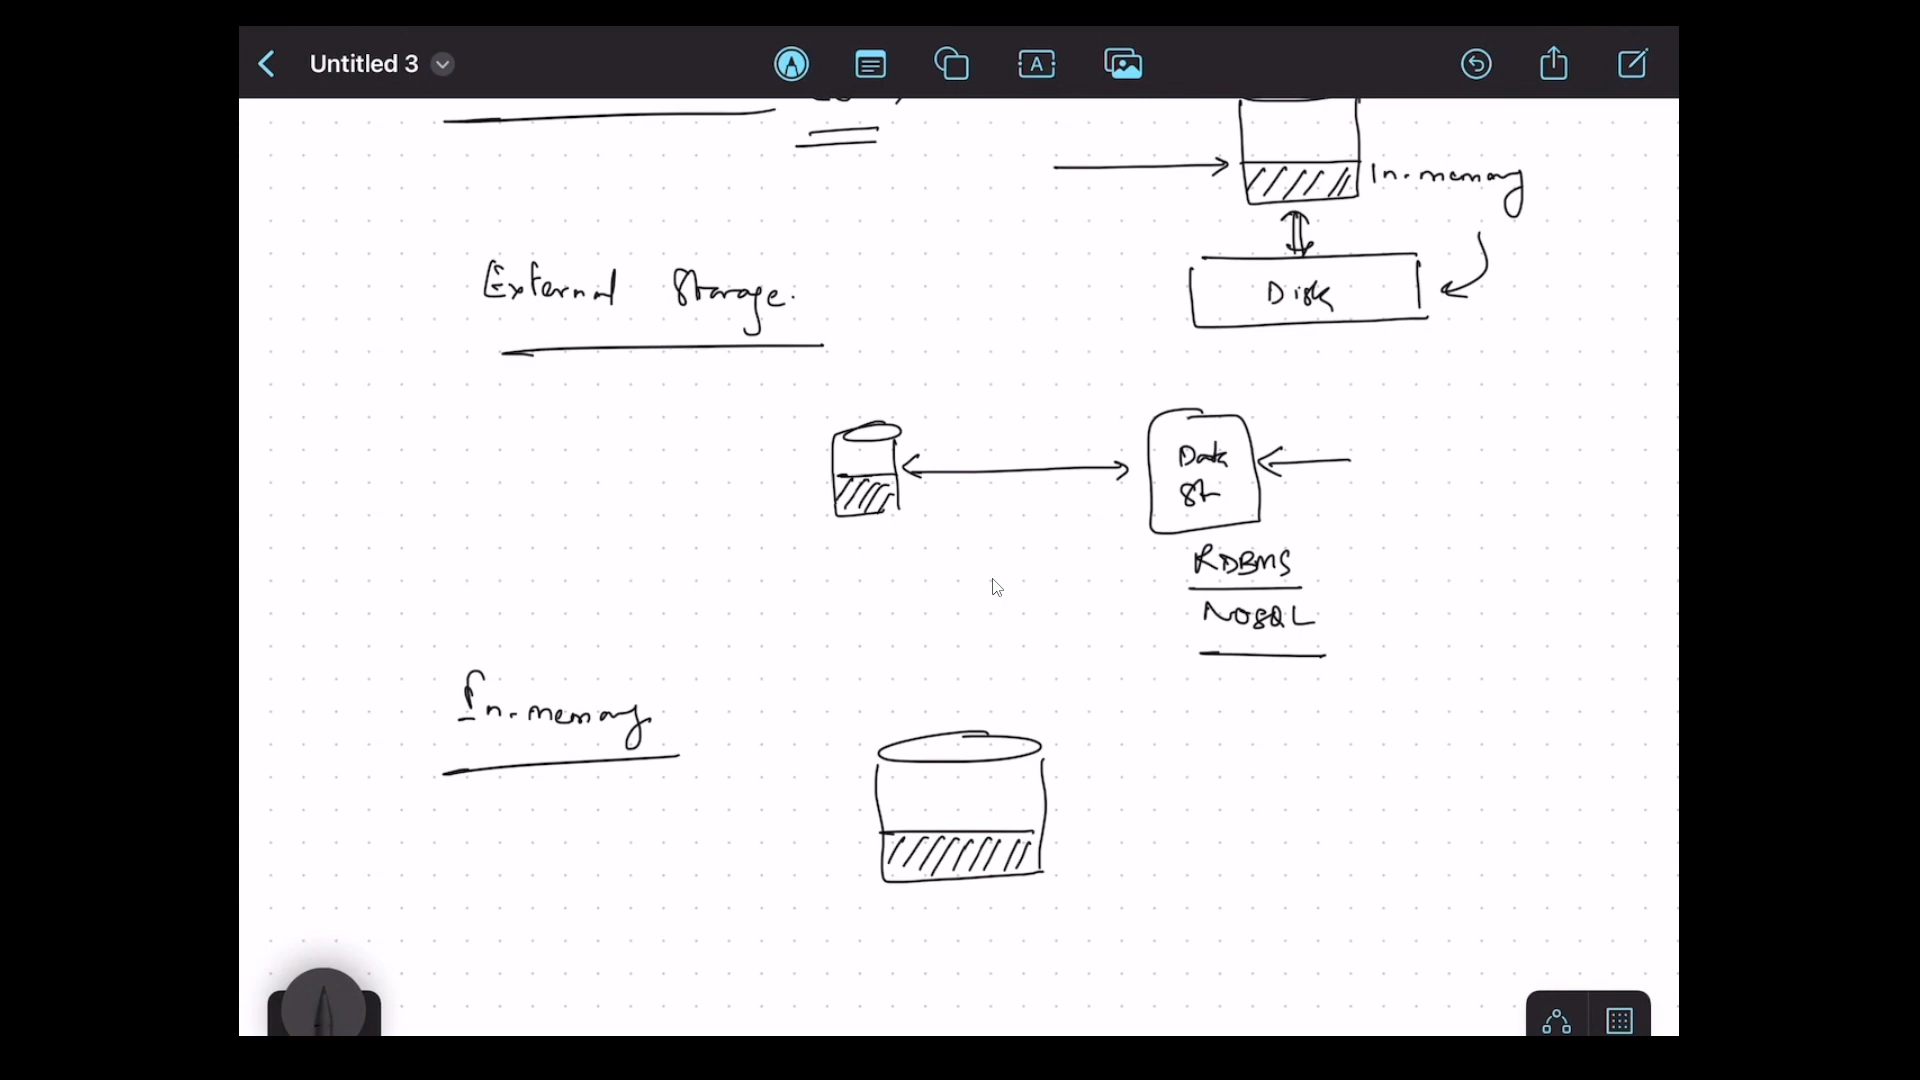 Untitled 3
A
In-memory
External Storage.
Disk
Data
St
RDBMS
NoSQL
In-memory